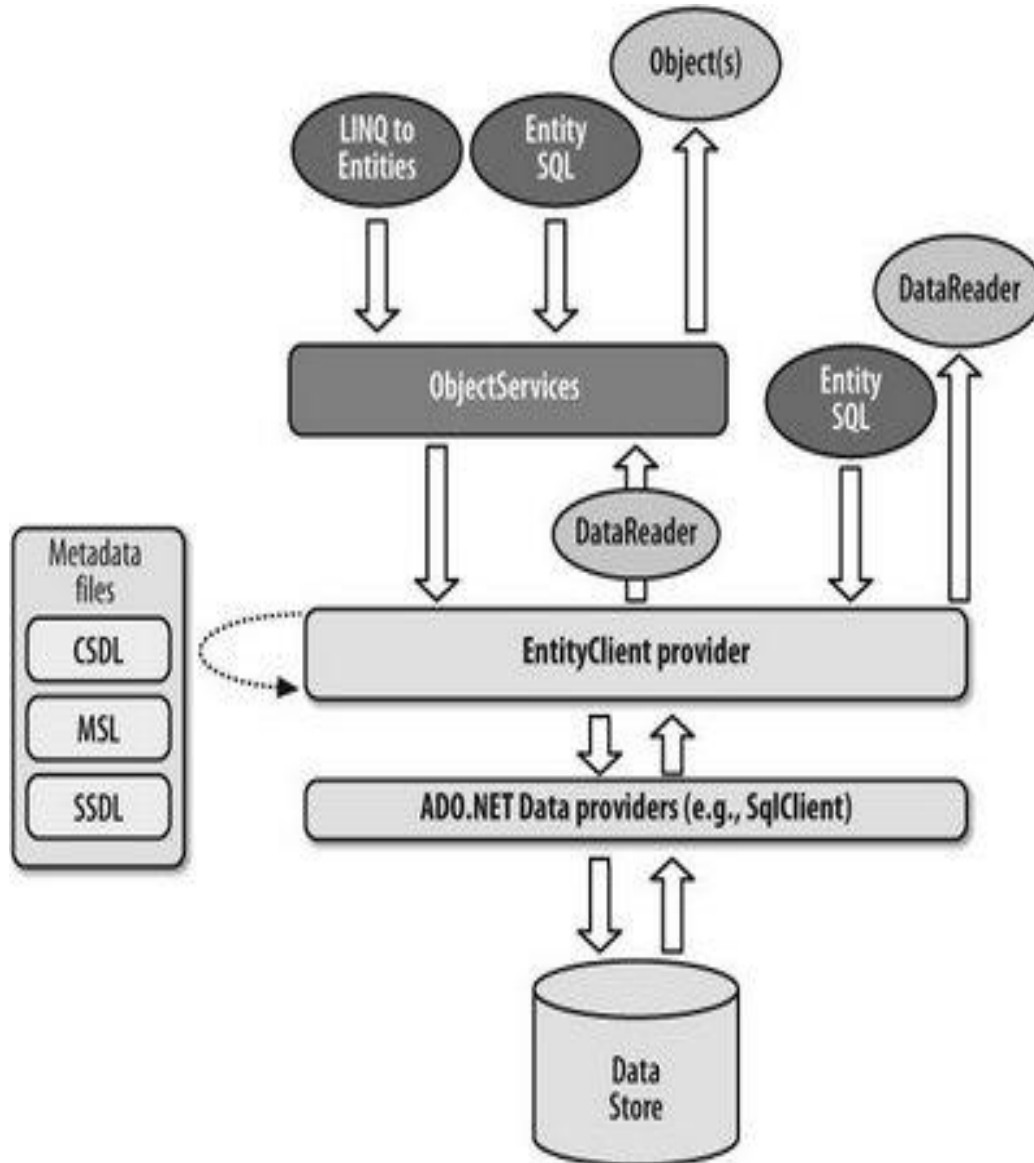 Object(s)
LINQ to
Entities
Entity
SQL
DataReader
ObjectServices
Entity
SQL
DataReader
Metadata
files
CSDL
MSL
SSDL
EntityClient provider
ADO.NET Data providers (e.g., SqlClient)
Data
Store